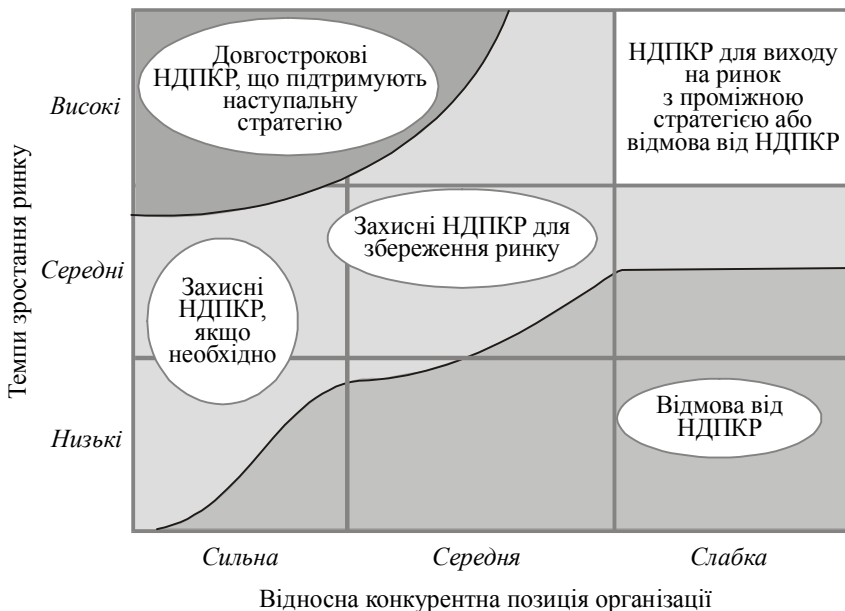 Довгострокові
НДПКР, що підтримують
наступальну
стратегію
НДПКР для виходу
на ринок
з проміжною
стратегією або
відмова від НДПКР
Високі
Захисні НДПКР для
збереження ринку
Середні
Захисні
НДПКР,
якщо
необхідно
Темпи зростання ринку
Відмова від
НДПКР
Низькі
Сильна
Середня
Слабка
Відносна конкурентна позиція організації